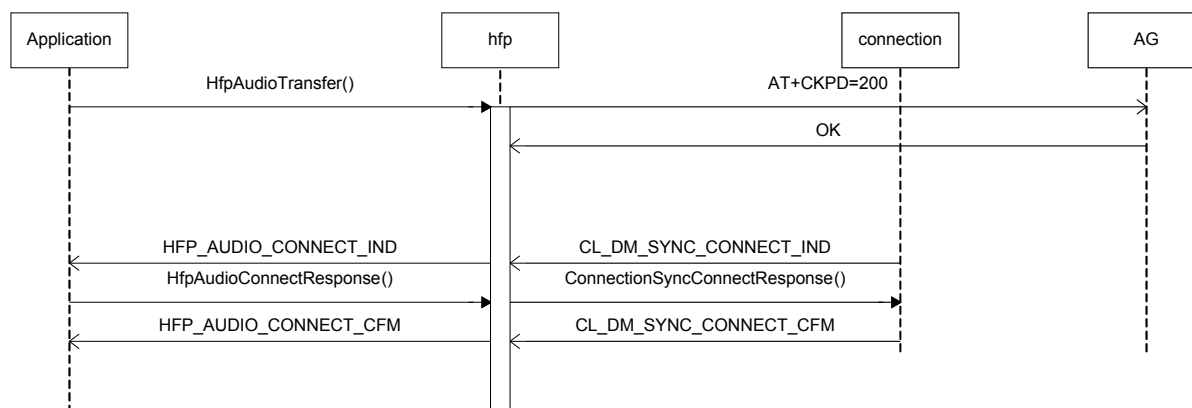 Application
hfp
connection
AG
HfpAudioTransfer()
AT+CKPD=200
OK
HFP_AUDIO_CONNECT_IND
CL_DM_SYNC_CONNECT_IND
HfpAudioConnectResponse()
ConnectionSyncConnectResponse()
HFP_AUDIO_CONNECT_CFM
CL_DM_SYNC_CONNECT_CFM